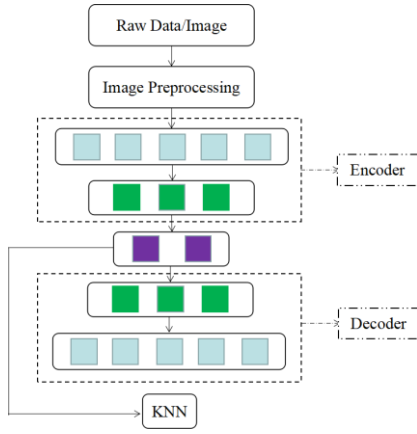 Raw Data/Image
Image Preprocessing
Encoder
Decoder
KNN